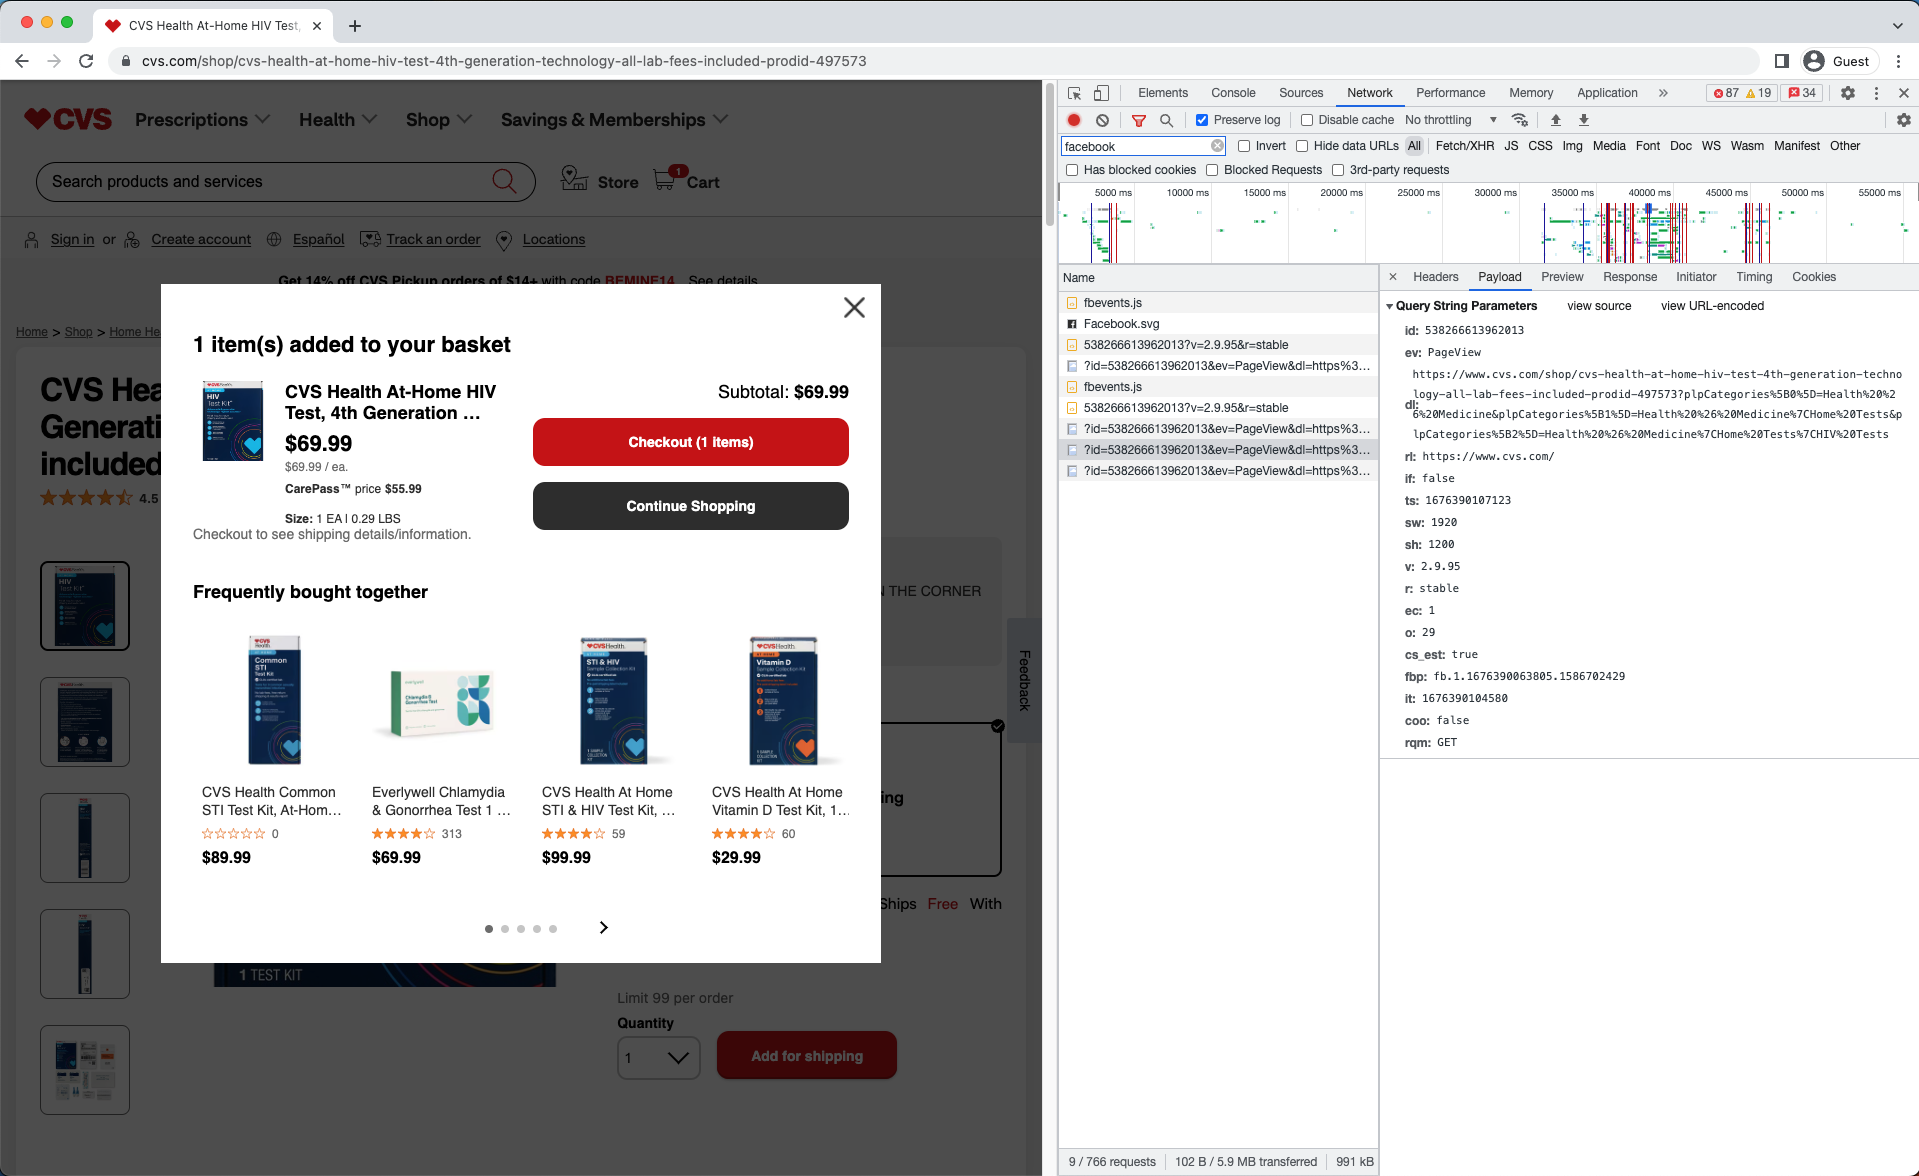 CVS Health At-Home HIV Test,
cvs.com/shop/cvs-health-at-home-hiv-test-4th-generation-technology-all-lab-fees-included-prodid-497573
Guest
CVS
Prescriptions
Health
Shop
Savings & Memberships
Search products and services
Store
1
Cart
Sign in or Create account
Español
Track an order
Locations
Get 14% off CVS Pickup orders of $14+ with code REMINE14 See details
Home > Shop > Home He
CVS Hea
Generati
included
4.5
1 item(s) added to your basket
CVS Health At-Home HIV
Test, 4th Generation ...
$69.99
$69.99 / ea.
CarePass™ price $55.99
Size: 1 EA | 0.29 LBS
Checkout to see shipping details/information.
Subtotal: $69.99
Checkout (1 items)
Continue Shopping
Frequently bought together
CVS Health Common
STI Test Kit, At-Hom...
0
$89.99
Everlywell Chlamydia
& Gonorrhea Test 1 ...
313
$69.99
CVS Health At Home
STI & HIV Test Kit, ...
59
$99.99
CVS Health At Home
Vitamin D Test Kit, 1...
60
$29.99
N THE CORNER
Feedback
ing
Ships Free With
1 TEST KIT
Limit 99 per order
Quantity
1
Add for shipping
Elements
Console
Sources
Network
Performance
Memory
Application
87
19
34
Preserve log
Disable cache
No throttling
facebook
Invert
Hide data URLs
All
Fetch/XHR
JS
CSS
Img
Media
Font
Doc
WS
Wasm
Manifest
Other
Has blocked cookies
Blocked Requests
3rd-party requests
5000 ms
10000 ms
15000 ms
20000 ms
25000 ms
30000 ms
35000 ms
40000 ms
45000 ms
50000 ms
55000 ms
Name
fbevents.js
Facebook.svg
538266613962013?v=2.9.95&r=stable
?id=538266613962013&ev=PageView&dl=https%3...
fbevents.js
538266613962013?v=2.9.95&r=stable
?id=538266613962013&ev=PageView&dl=https%3...
?id=538266613962013&ev=PageView&dl=https%3...
?id=538266613962013&ev=PageView&dl=https%3...
Headers
Payload
Preview
Response
Initiator
Timing
Cookies
Query String Parameters
view source
view URL-encoded
id: 538266613962013
ev: PageView
dl:
https://www.cvs.com/shop/cvs-health-at-home-hiv-test-4th-generation-techno
logy-all-lab-fees-included-prodid-497573?plpCategories%5B0%5D=Health%20%2
6%20Medicine&plpCategories%5B1%5D=Health%20%26%20Medicine%7CHome%20Tests&p
lpCategories%5B2%5D=Health%20%26%20Medicine%7CHome%20Tests%7CHIV%20Tests
rl: https://www.cvs.com/
if: false
ts: 1676390107123
sw: 1920
sh: 1200
v: 2.9.95
r: stable
ec: 1
o: 29
cs_est: true
fbp: fb.1.1676390063805.1586702429
it: 1676390104580
coo: false
rqm: GET
9 / 766 requests
102 B / 5.9 MB transferred
991 kB